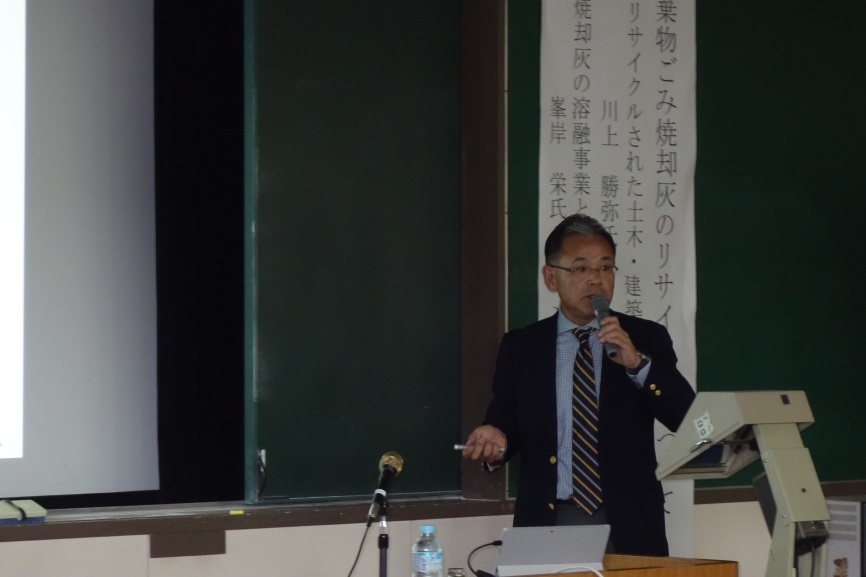 棄物ごみ焼却灰のリサイ
リサイクルされた土木・建築
川上 勝弥氏
焼却灰の溶融事業と
峯岸 栄氏